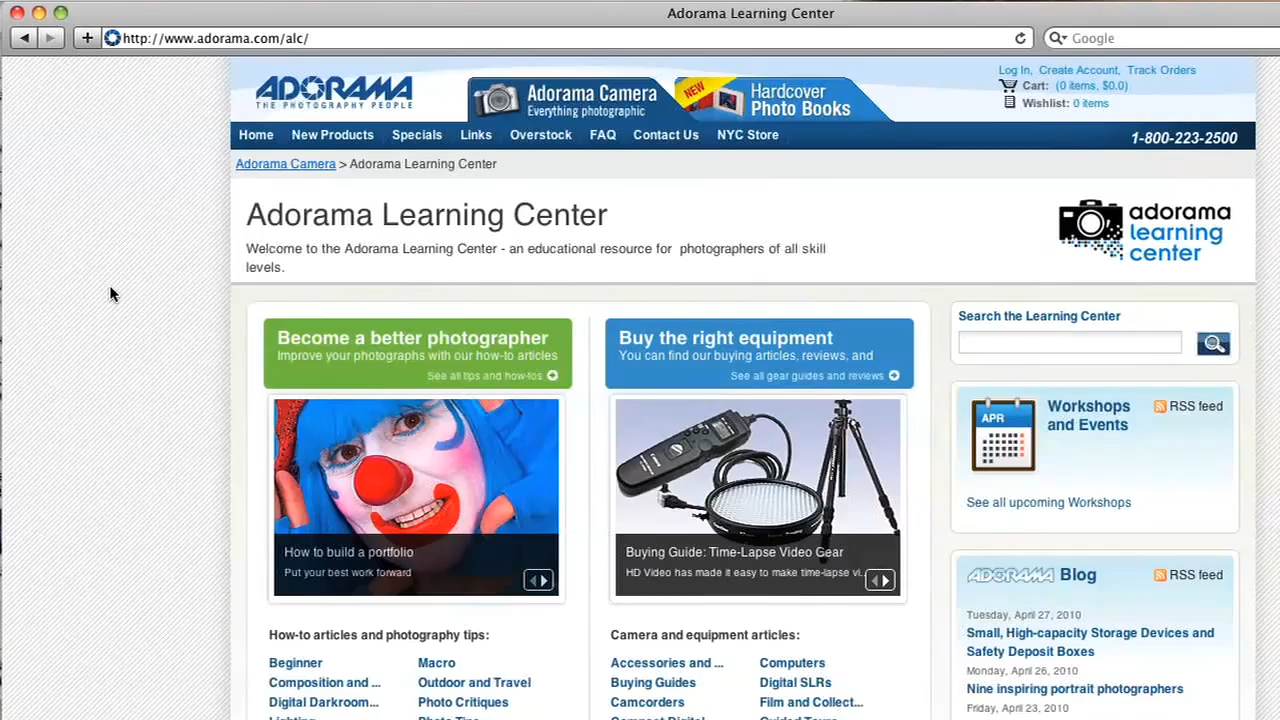 Adorama Learning Center
http://www.adorama.com/alc/
Google
ADORAMA
THE PHOTOGRAPHY PEOPLE
Adorama Camera
Everything photographic
NEW
Hardcover
Photo Books
Log In, Create Account, Track Orders
Cart: (0 items, $0.0)
Wishlist: 0 items
Home New Products Specials Links Overstock FAQ Contact Us NYC Store
1-800-223-2500
Adorama Camera > Adorama Learning Center
Adorama Learning Center
Welcome to the Adorama Learning Center - an educational resource for photographers of all skill
levels.
adorama
learning
center
Become a better photographer
Improve your photographs with our how-to articles
See all tips and how-tos
Buy the right equipment
You can find our buying articles, reviews, and
See all gear guides and reviews
Search the Learning Center
How to build a portfolio
Put your best work forward
Buying Guide: Time-Lapse Video Gear
HD Video has made it easy to make time-lapse vi...
APR
Workshops
and Events
RSS feed
See all upcoming Workshops
ADORAMA Blog
RSS feed
Tuesday, April 27, 2010
Small, High-capacity Storage Devices and
Safety Deposit Boxes
Monday, April 26, 2010
Nine inspiring portrait photographers
Friday, April 23, 2010
How-to articles and photography tips:
Beginner Macro
Composition and ... Outdoor and Travel
Digital Darkroom... Photo Critiques
Camera and equipment articles:
Accessories and ... Computers
Buying Guides Digital SLRs
Camcorders Film and Collect...